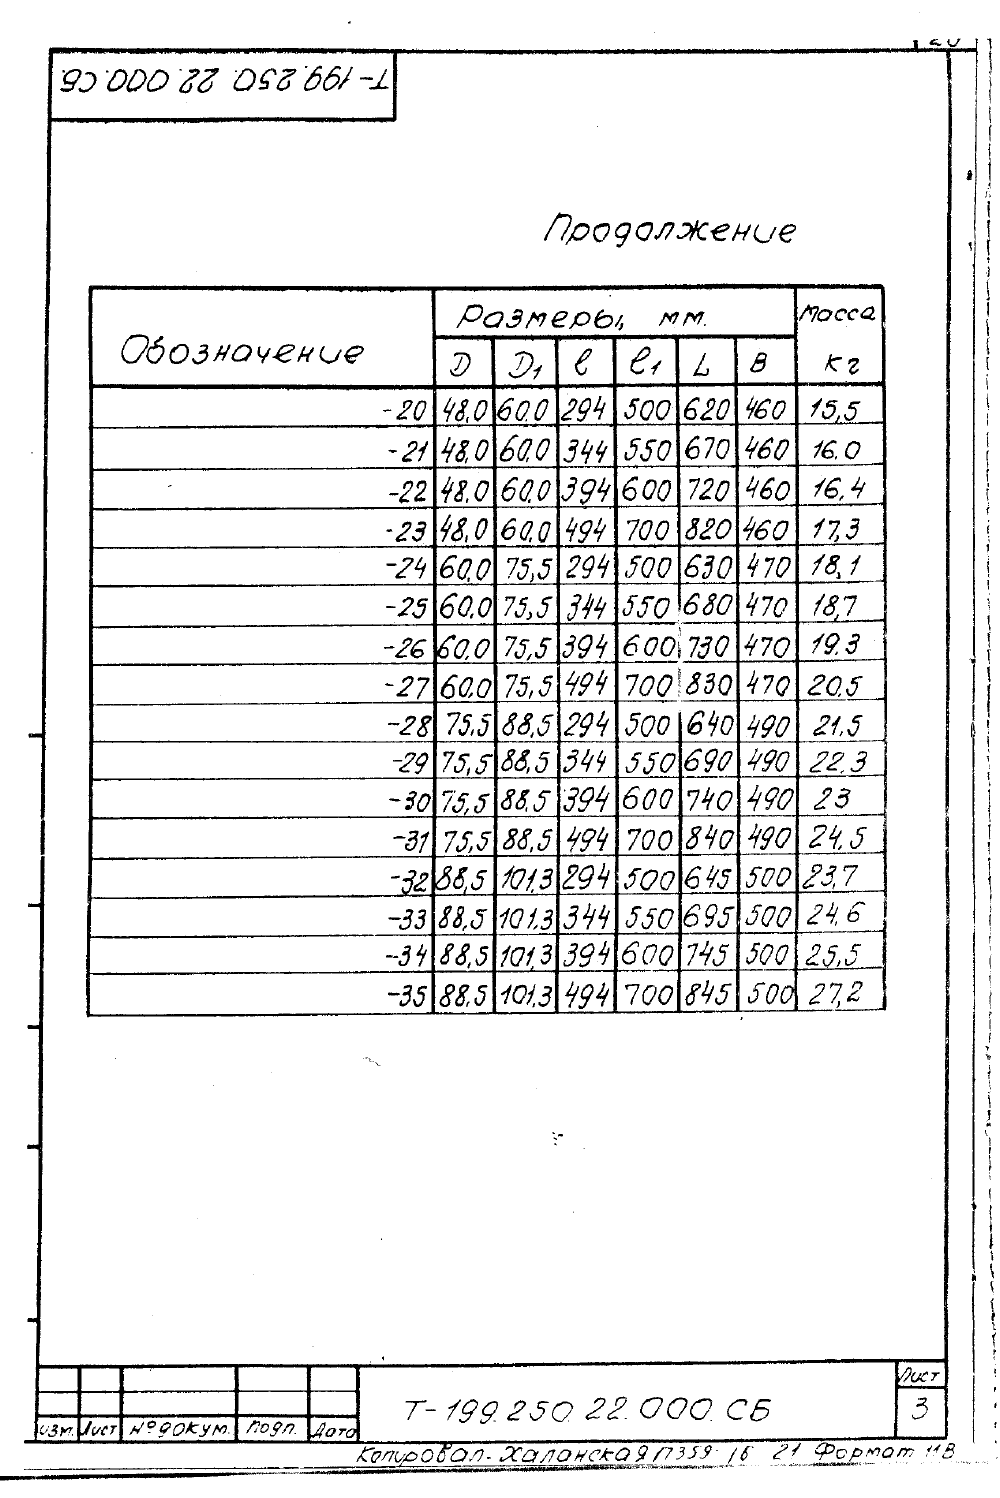 Т-199.250.22.000.СБ
Продолжение
Обозначение Размеры, мм. Масса кг
D D1 ℓ ℓ1 L B
-20 48,0 60,0 294 500 620 460 15,5
-21 48,0 60,0 344 550 670 460 16.0
-22 48,0 60,0 394 600 720 460 16,4
-23 48,0 60,0 494 700 820 460 17,3
-24 60,0 75,5 294 500 630 470 18,1
-25 60,0 75,5 344 550 680 470 18,7
-26 60,0 75,5 394 600 730 470 19.3
-27 60,0 75,5 494 700 830 470 20,5
-28 75,5 88,5 294 500 640 490 21,5
-29 75,5 88,5 344 550 690 490 22.3
-30 75,5 88,5 394 600 740 490 23
-31 75,5 88,5 494 700 840 490 24,5
-32 88,5 101,3 294 500 645 500 23,7
-33 88,5 101,3 344 550 695 500 24,6
-34 88,5 101,3 394 600 745 500 25,5
-35 88,5 101,3 494 700 845 500 27,2
Изм. Лист № докум. Подп. Дата
Т-199.250.22.000.СБ
Лист
3
Копировал- Халанская Формат 11В